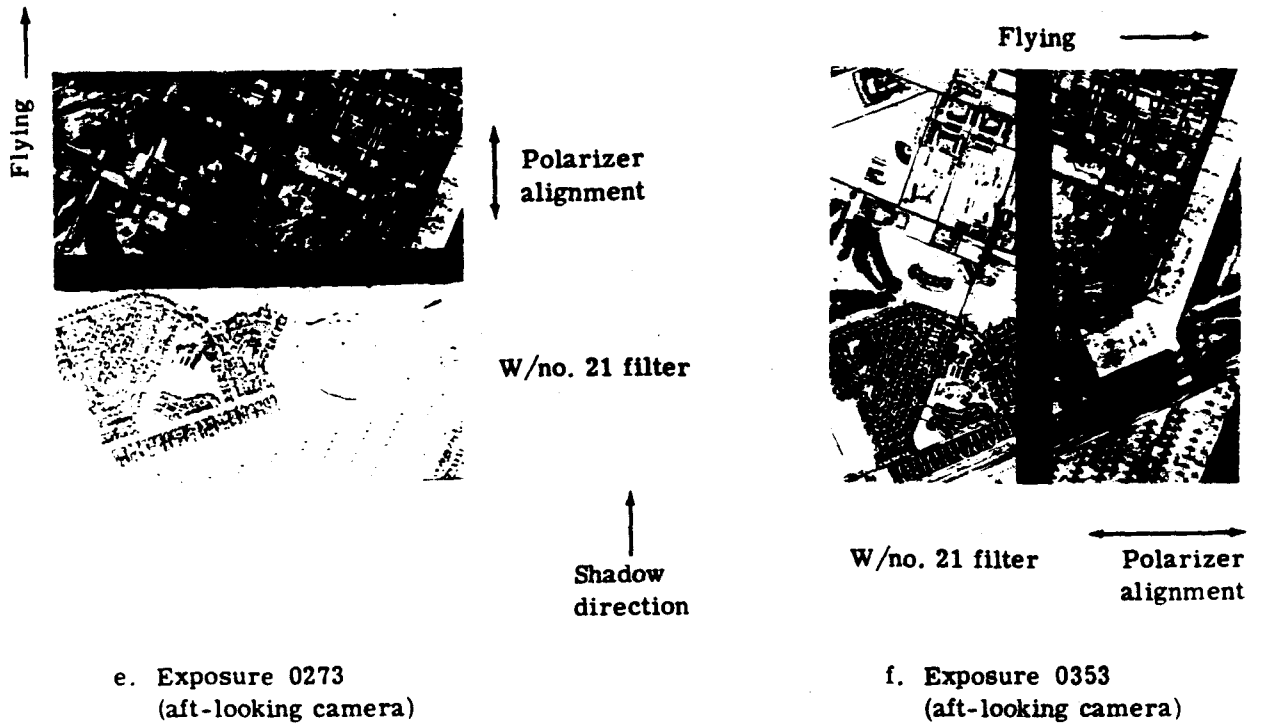 Flying
Polarizer
alignment
W/no. 21 filter
Shadow
direction
e. Exposure 0273
(aft-looking camera)
Flying
W/no. 21 filter
Polarizer
alignment
f. Exposure 0353
(aft-looking camera)